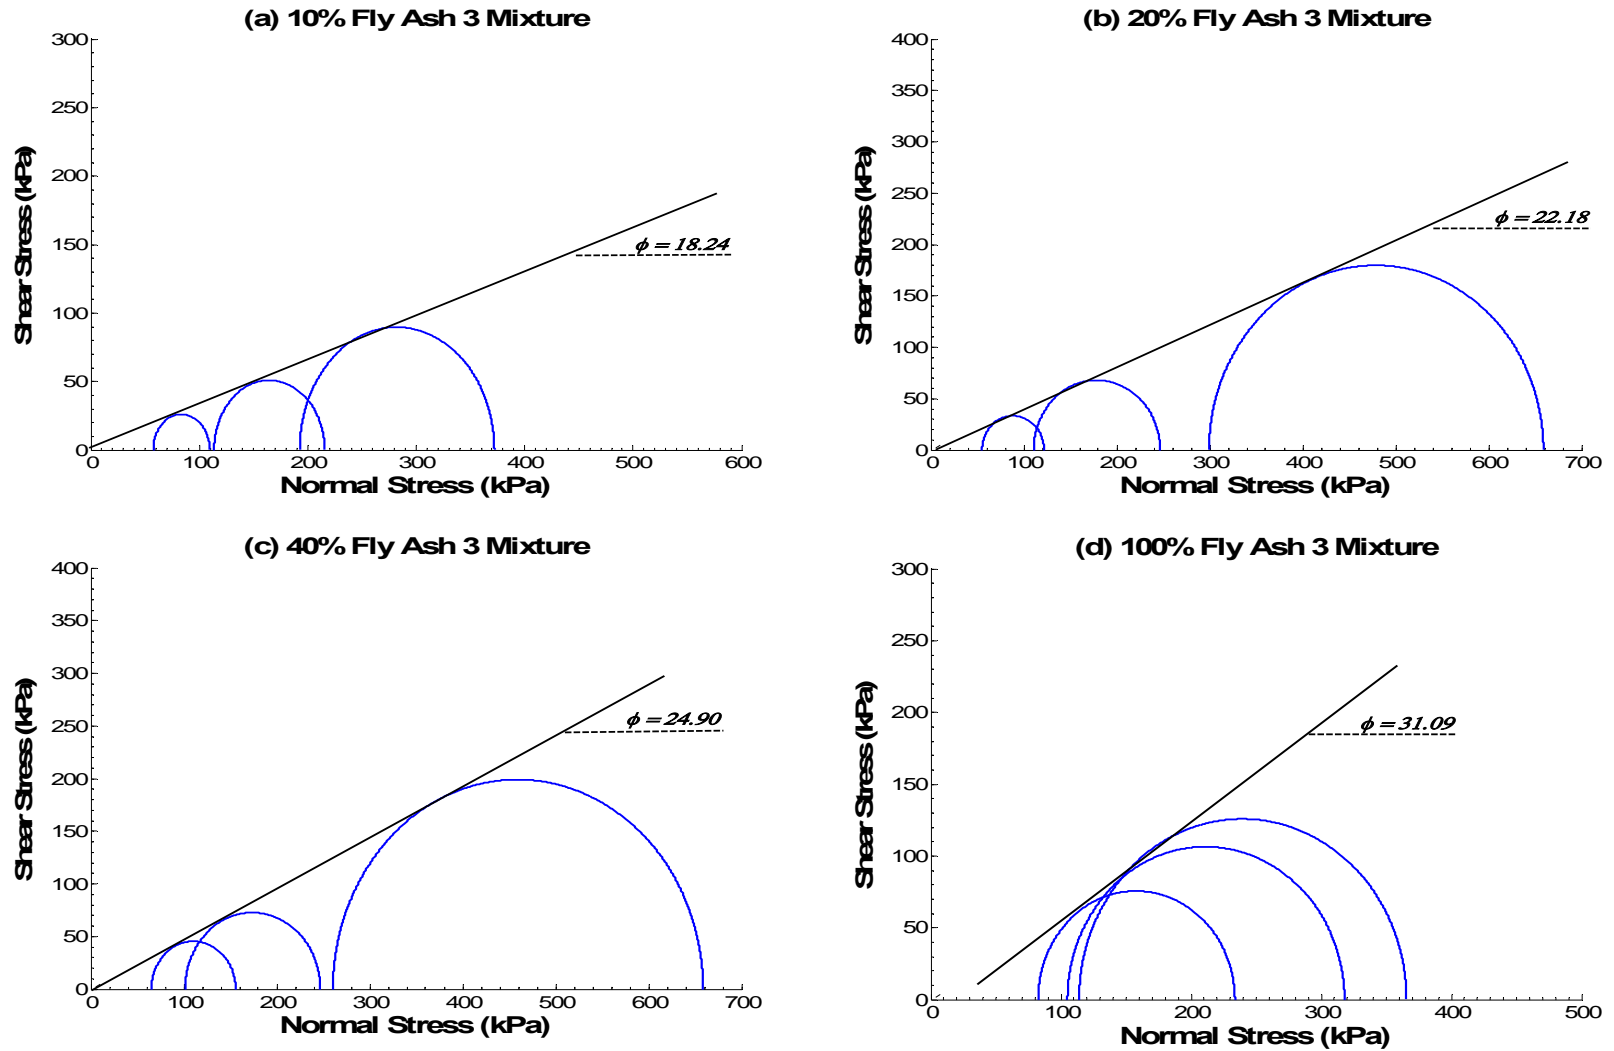 (a) 10% Fly Ash 3 Mixture
300
250
200
150
100
50
0
0 100 200 300 400 500 600
Shear Stress (kPa)
Normal Stress (kPa)
ϕ = 18.24
(b) 20% Fly Ash 3 Mixture
400
350
300
250
200
150
100
50
0
0 100 200 300 400 500 600 700
Shear Stress (kPa)
Normal Stress (kPa)
ϕ = 22.18
(c) 40% Fly Ash 3 Mixture
400
350
300
250
200
150
100
50
0
0 100 200 300 400 500 600 700
Shear Stress (kPa)
Normal Stress (kPa)
ϕ = 24.90
(d) 100% Fly Ash 3 Mixture
300
250
200
150
100
50
0
0 100 200 300 400 500
Shear Stress (kPa)
Normal Stress (kPa)
ϕ = 31.09